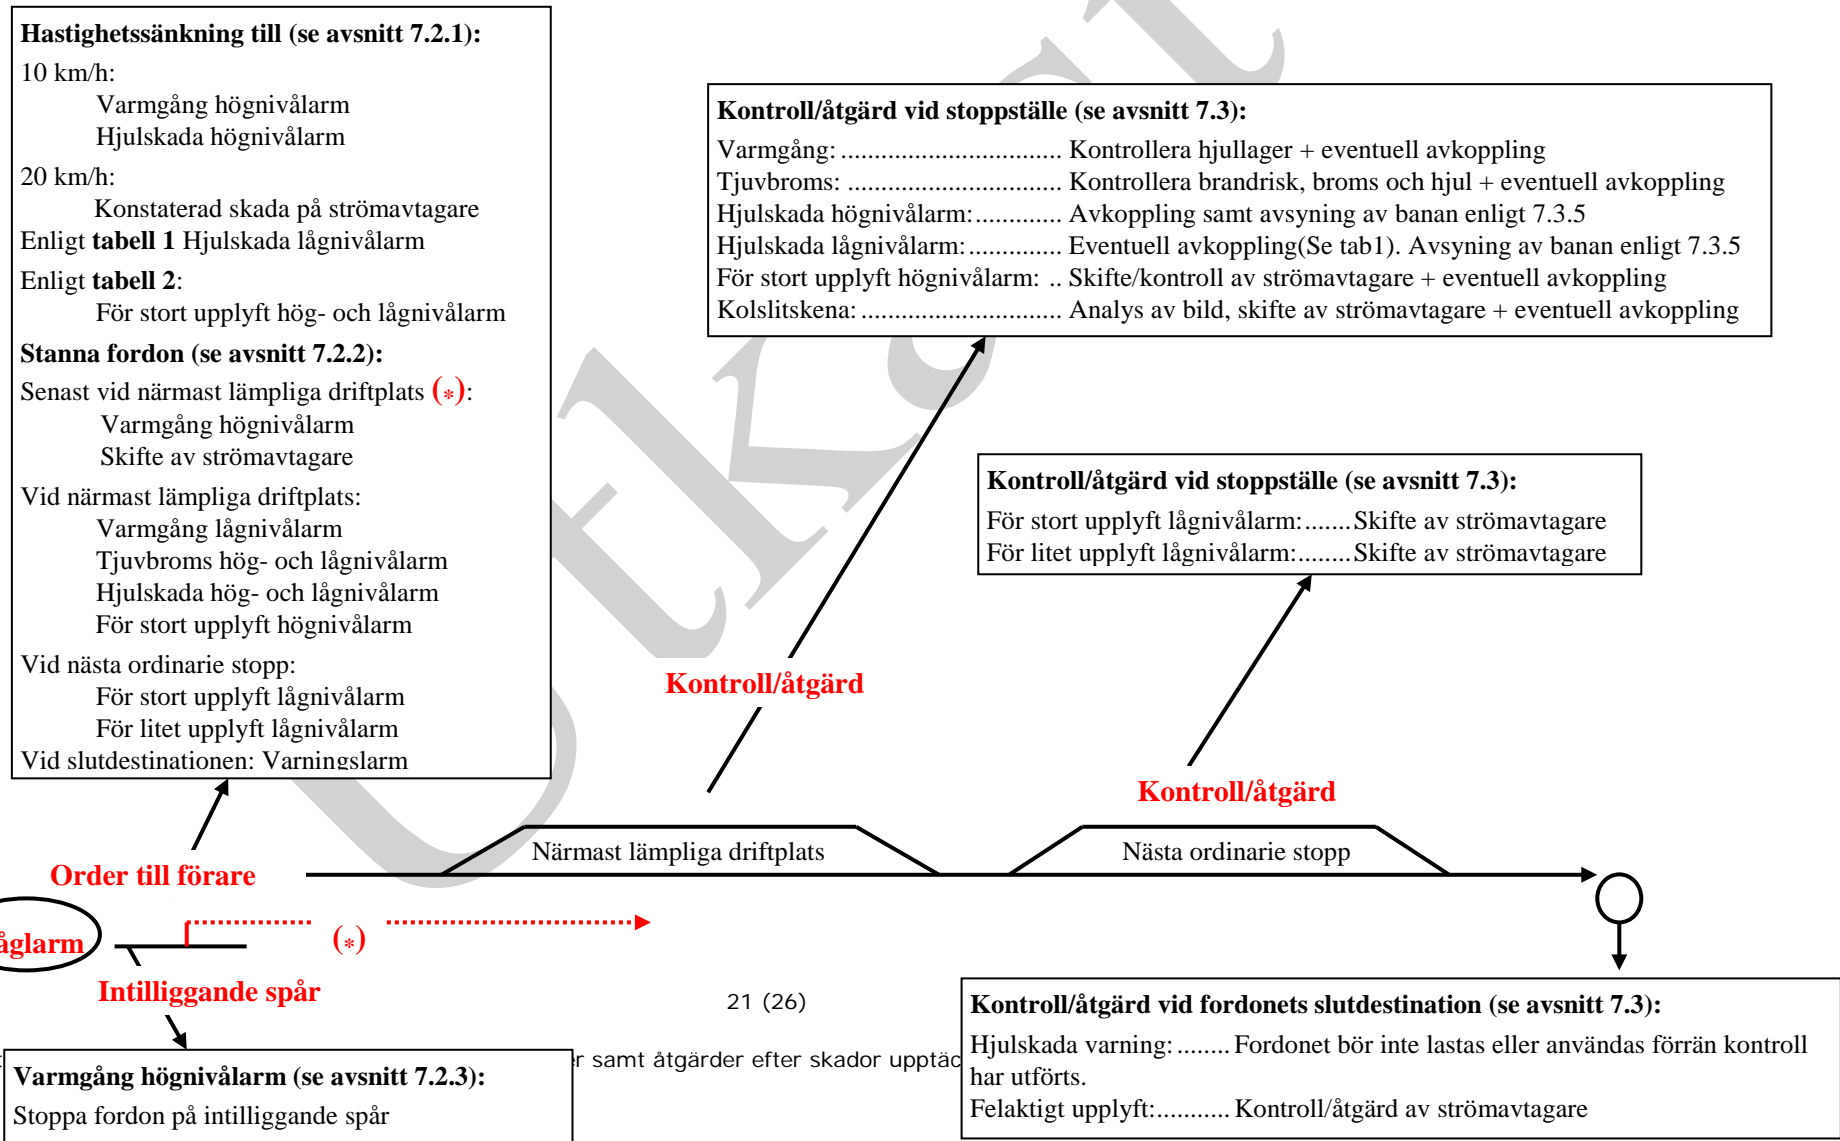 Hastighetssänkning till (se avsnitt 7.2.1):
10 km/h:
Varmgång högnivålarm
Hjulskada högnivålarm
20 km/h:
Konstaterad skada på strömavtagare
Enligt tabell 1 Hjulskada lågnivålarm
Enligt tabell 2:
För stort upplyft hög- och lågnivålarm
Stanna fordon (se avsnitt 7.2.2):
Senast vid närmast lämpliga driftplats (*):
Varmgång högnivålarm
Skifte av strömavtagare
Vid närmast lämpliga driftplats:
Varmgång lågnivålarm
Tjuvbroms hög- och lågnivålarm
Hjulskada hög- och lågnivålarm
För stort upplyft högnivålarm
Vid nästa ordinarie stopp:
För stort upplyft lågnivålarm
För litet upplyft lågnivålarm
Vid slutdestinationen: Varningslarm
Kontroll/åtgärd vid stoppställe (se avsnitt 7.3):
Varmgång: ................................. Kontrollera hjullager + eventuell avkoppling
Tjuvbroms: ................................ Kontrollera brandrisk, broms och hjul + eventuell avkoppling
Hjulskada högnivålarm:............. Avkoppling samt avsyning av banan enligt 7.3.5
Hjulskada lågnivålarm:.............. Eventuell avkoppling(Se tab1). Avsyning av banan enligt 7.3.5
För stort upplyft högnivålarm: .. Skifte/kontroll av strömavtagare + eventuell avkoppling
Kolslitskena: .............................. Analys av bild, skifte av strömavtagare + eventuell avkoppling
Kontroll/åtgärd vid stoppställe (se avsnitt 7.3):
För stort upplyft lågnivålarm:.......Skifte av strömavtagare
För litet upplyft lågnivålarm:........Skifte av strömavtagare
Kontroll/åtgärd
Kontroll/åtgärd
Närmast lämpliga driftplats
Nästa ordinarie stopp
Order till förare
åglarm
(*)
Intilliggande spår
21 (26)
r samt åtgärder efter skador upptäc
Varmgång högnivålarm (se avsnitt 7.2.3):
Stoppa fordon på intilliggande spår
Kontroll/åtgärd vid fordonets slutdestination (se avsnitt 7.3):
Hjulskada varning: ........ Fordonet bör inte lastas eller användas förrän kontroll
har utförts.
Felaktigt upplyft:........... Kontroll/åtgärd av strömavtagare
Utkast